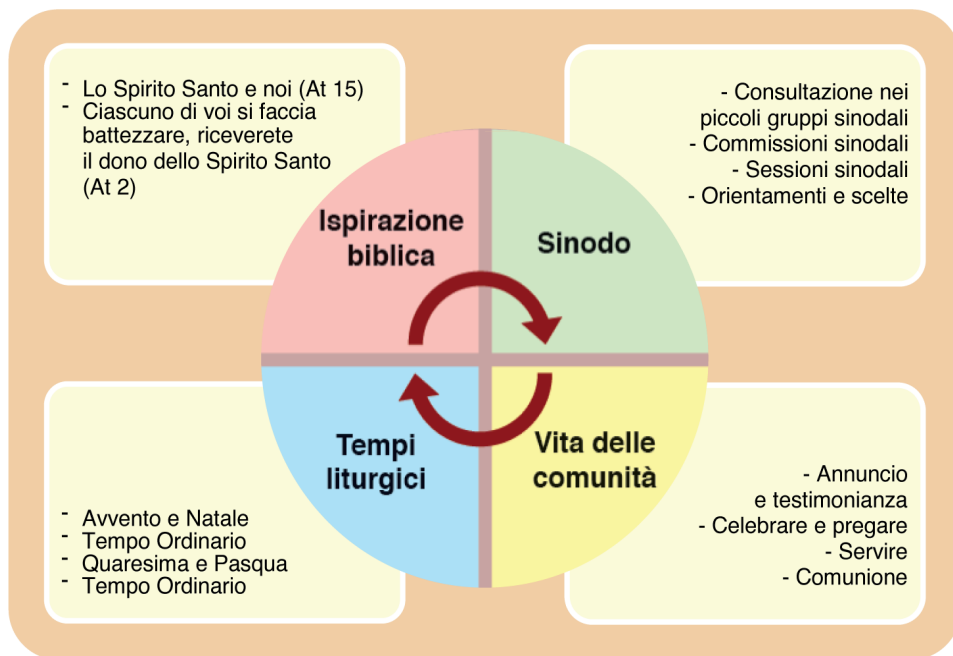 - Lo Spirito Santo e noi (At 15)
- Ciascuno di voi si faccia
battezzare, riceverete
il dono dello Spirito Santo
(At 2)
- Consultazione nei
piccoli gruppi sinodali
- Commissioni sinodali
- Sessioni sinodali
- Orientamenti e scelte
Ispirazione
biblica
Sinodo
Tempi
liturgici
Vita delle
comunità
- Avvento e Natale
- Tempo Ordinario
- Quaresima e Pasqua
- Tempo Ordinario
- Annuncio
e testimonianza
- Celebrare e pregare
- Servire
- Comunione